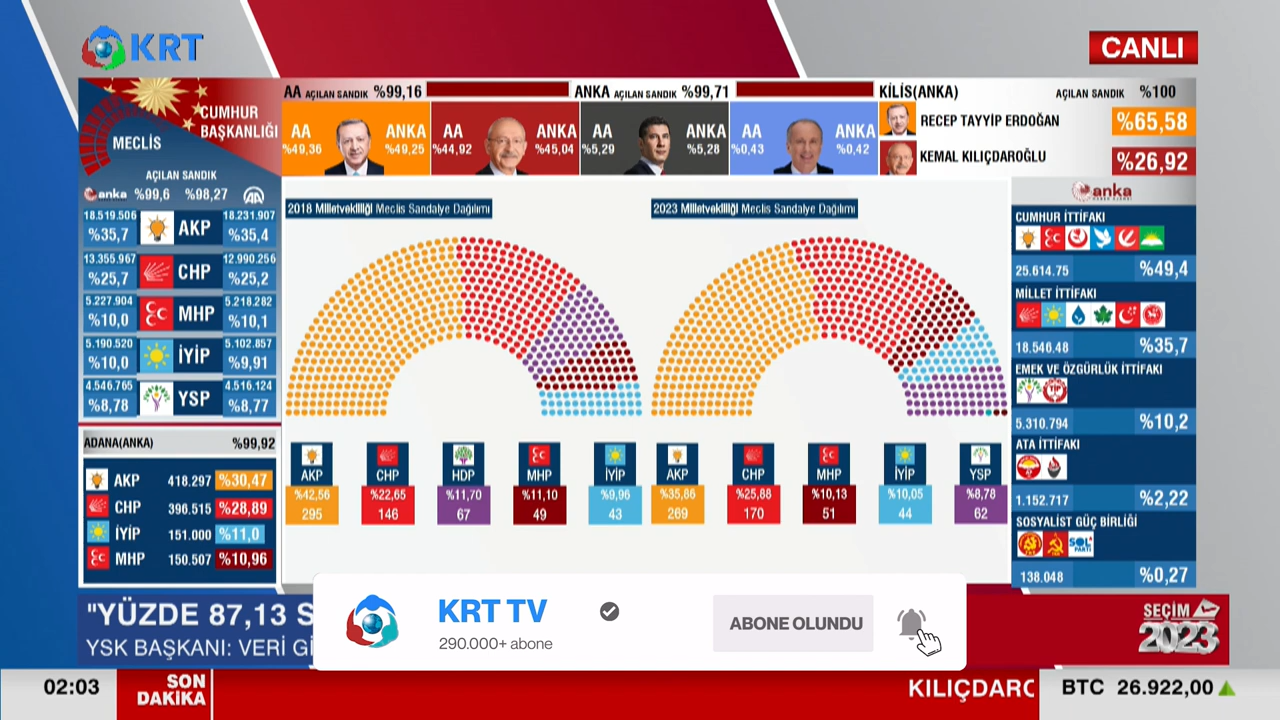 KRT
CANLI
CUMHUR
BAŞKANLIĞI
MECLİS
AÇILAN SANDIK
anka %99,6 %98,27 AA
18.519.506 18.231.907
%35,7 AKP %35,4
13.355.967 12.990.256
%25,7 CHP %25,2
5.227.904 5.218.282
%10,0 MHP %10,1
5.190.520 5.102.857
%10,0 İYİP %9,91
4.546.765 4.516.124
%8,78 YSP %8,77
ADANA(ANKA) %99,92
AKP 418.297 %30,47
CHP 396.515 %28,89
İYİP 151.000 %11,0
MHP 150.507 %10,96
AA AÇILAN SANDIK %99,16 ANKA AÇILAN SANDIK %99,71
AA ANKA AA ANKA AA ANKA AA ANKA
%49,36 %49,25 %44,92 %45,04 %5,29 %5,28 %0,43 %0,42
KİLİS(ANKA) AÇILAN SANDIK %100
RECEP TAYYİP ERDOĞAN %65,58
KEMAL KILIÇDAROĞLU %26,92
2018 Milletvekilliği Meclis Sandalye Dağılımı
2023 Milletvekilliği Meclis Sandalye Dağılımı
AKP CHP HDP MHP İYİP
%42,56 %22,65 %11,70 %11,10 %9,96
295 146 67 49 43
AKP CHP MHP İYİP YSP
%35,66 %25,88 %10,13 %10,05 %8,78
269 170 51 44 62
anka
CUMHUR İTTİFAKI
25.614.75 %49,4
MİLLET İTTİFAKI
18.546.48 %35,7
EMEK VE ÖZGÜRLÜK İTTİFAKI
TİP
5.310.794 %10,2
ATA İTTİFAKI
1.152.717 %2,22
SOSYALIST GÜÇ BİRLİĞİ
SOL
PARTİ
138.048 %0,27
"YÜZDE 87,13 S
YSK BAŞKANI: VERİ Gİ
KRT TV
290.000+ abone
ABONE OLUNDU
SEÇİM
2023
02:03
SON
DAKİKA
KILIÇDARC
BTC 26.922,00